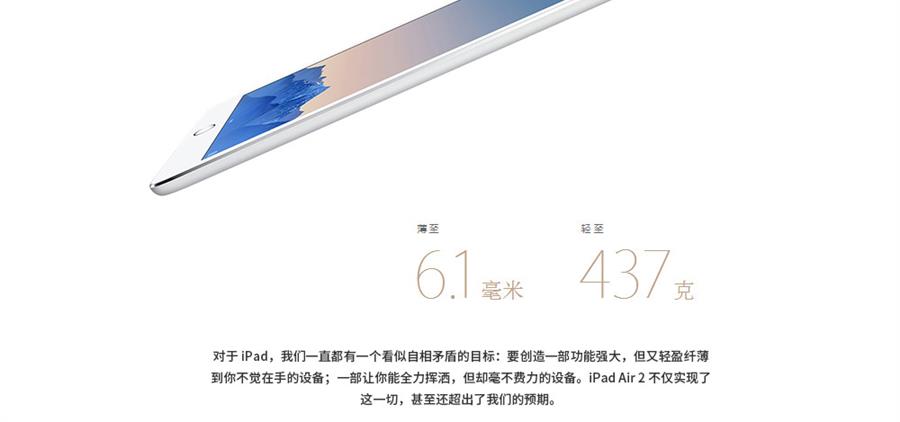 薄至 轻至
6.1 毫米 437 克
对于 iPad，我们一直都有一个看似自相矛盾的目标：要创造一部功能强大，但又轻盈纤薄
到你不觉在手的设备；一部让你能全力挥洒，但却毫不费力的设备。iPad Air 2 不仅实现了
这一切，甚至还超出了我们的预期。